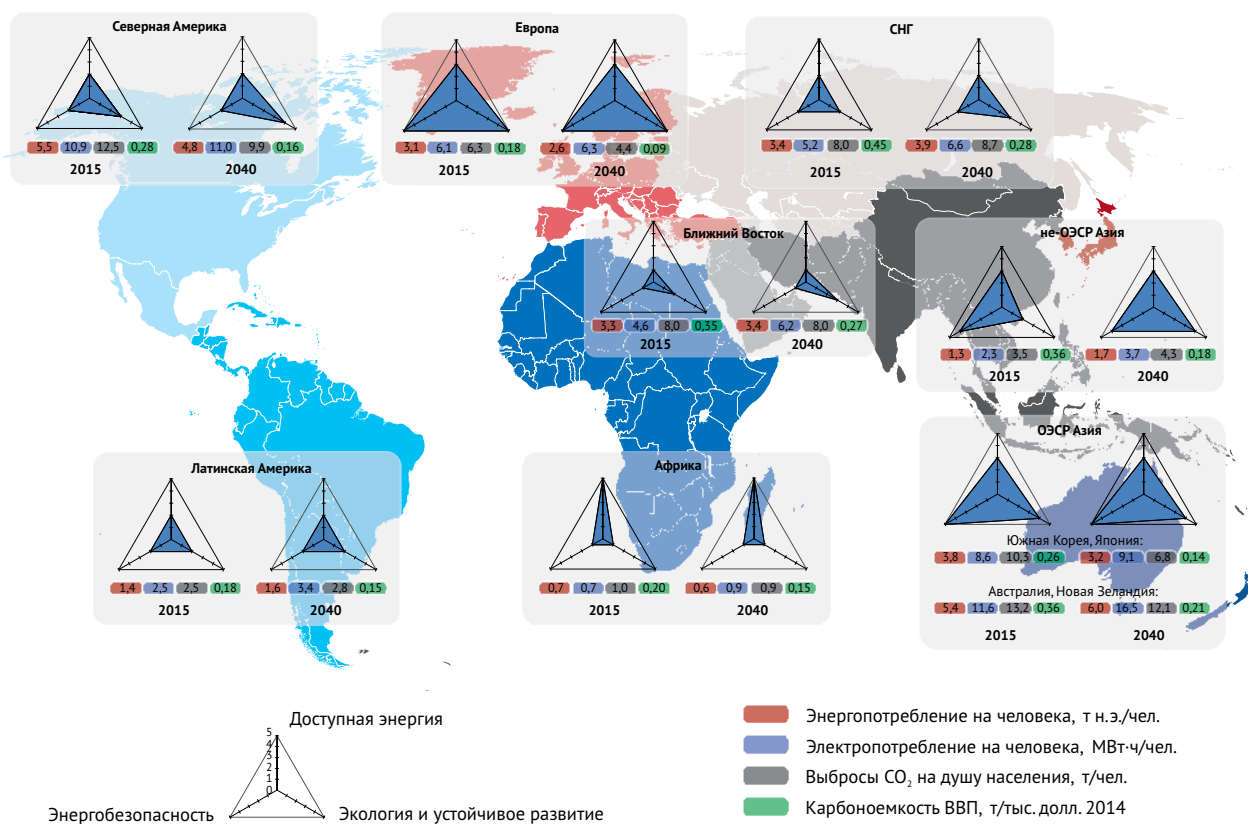 Северная Америка
5,5 10,9 12,5 0,28 4,8 11,0 9,9 0,16
2015 2040
Европа
3,1 6,1 6,3 0,18 2,6 6,3 4,4 0,09
2015 2040
СНГ
3,4 5,2 8,0 0,45 3,9 6,6 8,7 0,28
2015 2040
Ближний Восток
3,3 4,6 8,0 0,35 3,4 6,2 8,0 0,27
2015 2040
не-ОЭСР Азия
1,3 2,3 3,5 0,36 1,7 3,7 4,3 0,18
2015 2040
Латинская Америка
1,4 2,5 2,5 0,18 1,6 3,4 2,8 0,15
2015 2040
Африка
0,7 0,7 1,0 0,20 0,6 0,9 0,9 0,15
2015 2040
ОЭСР Азия
Южная Корея, Япония:
3,8 8,6 10,3 0,26 3,2 9,1 6,8 0,14
Австралия, Новая Зеландия:
5,4 11,6 13,2 0,36 6,0 16,5 12,1 0,21
2015 2040
Доступная энергия
5
4
3
2
1
0
Энергобезопасность Экология и устойчивое развитие
Энергопотребление на человека, т н.э./чел.
Электропотребление на человека, МВт·ч/чел.
Выбросы CO₂ на душу населения, т/чел.
Карбоноемкость ВВП, т/тыс. долл. 2014